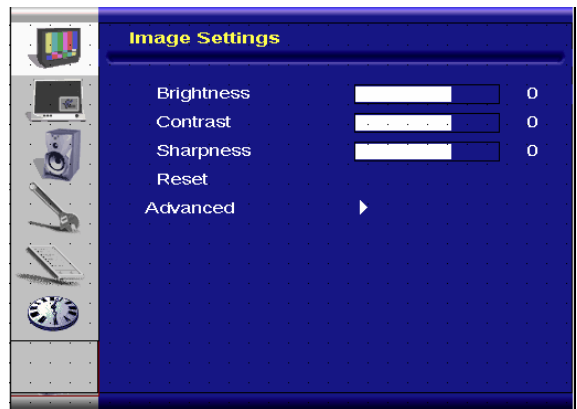 Image Settings
Brightness 0
Contrast 0
Sharpness 0
Reset
Advanced